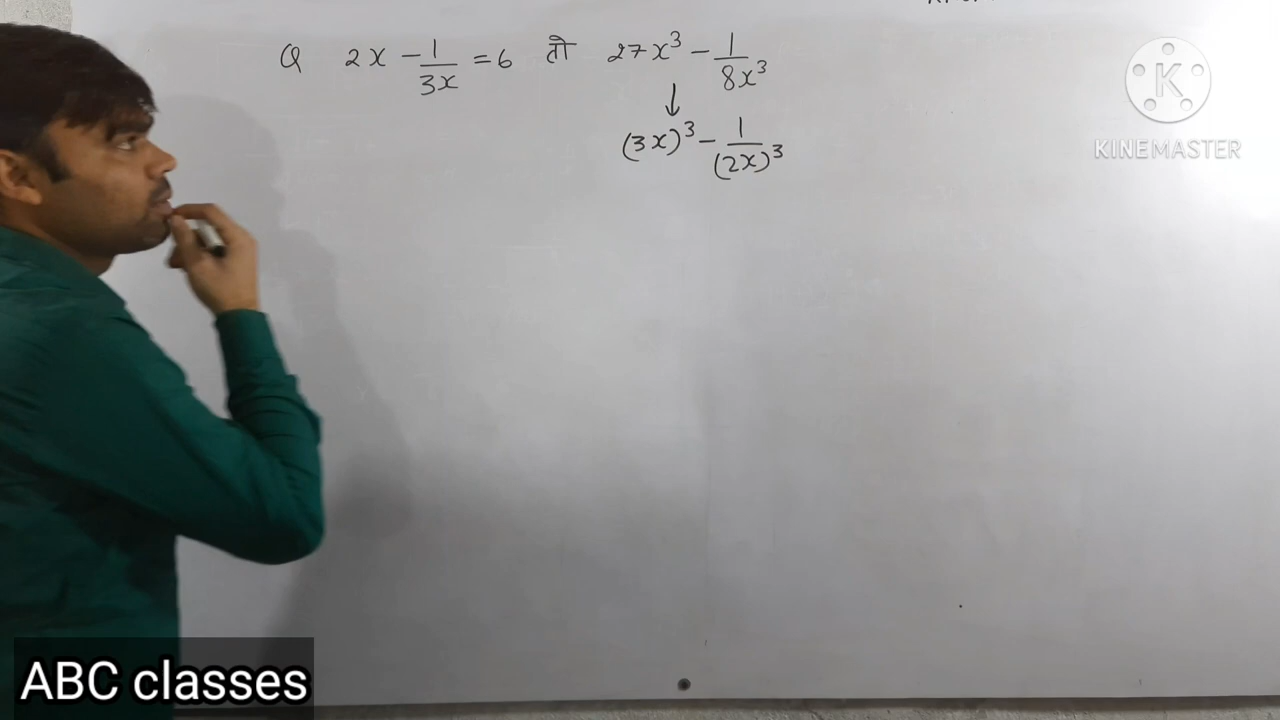 Q 2x - 1/3x = 6 तो 27x³ - 1/8x³
↓
(3x)³ - 1/(2x)³
KINEMASTER
ABC classes